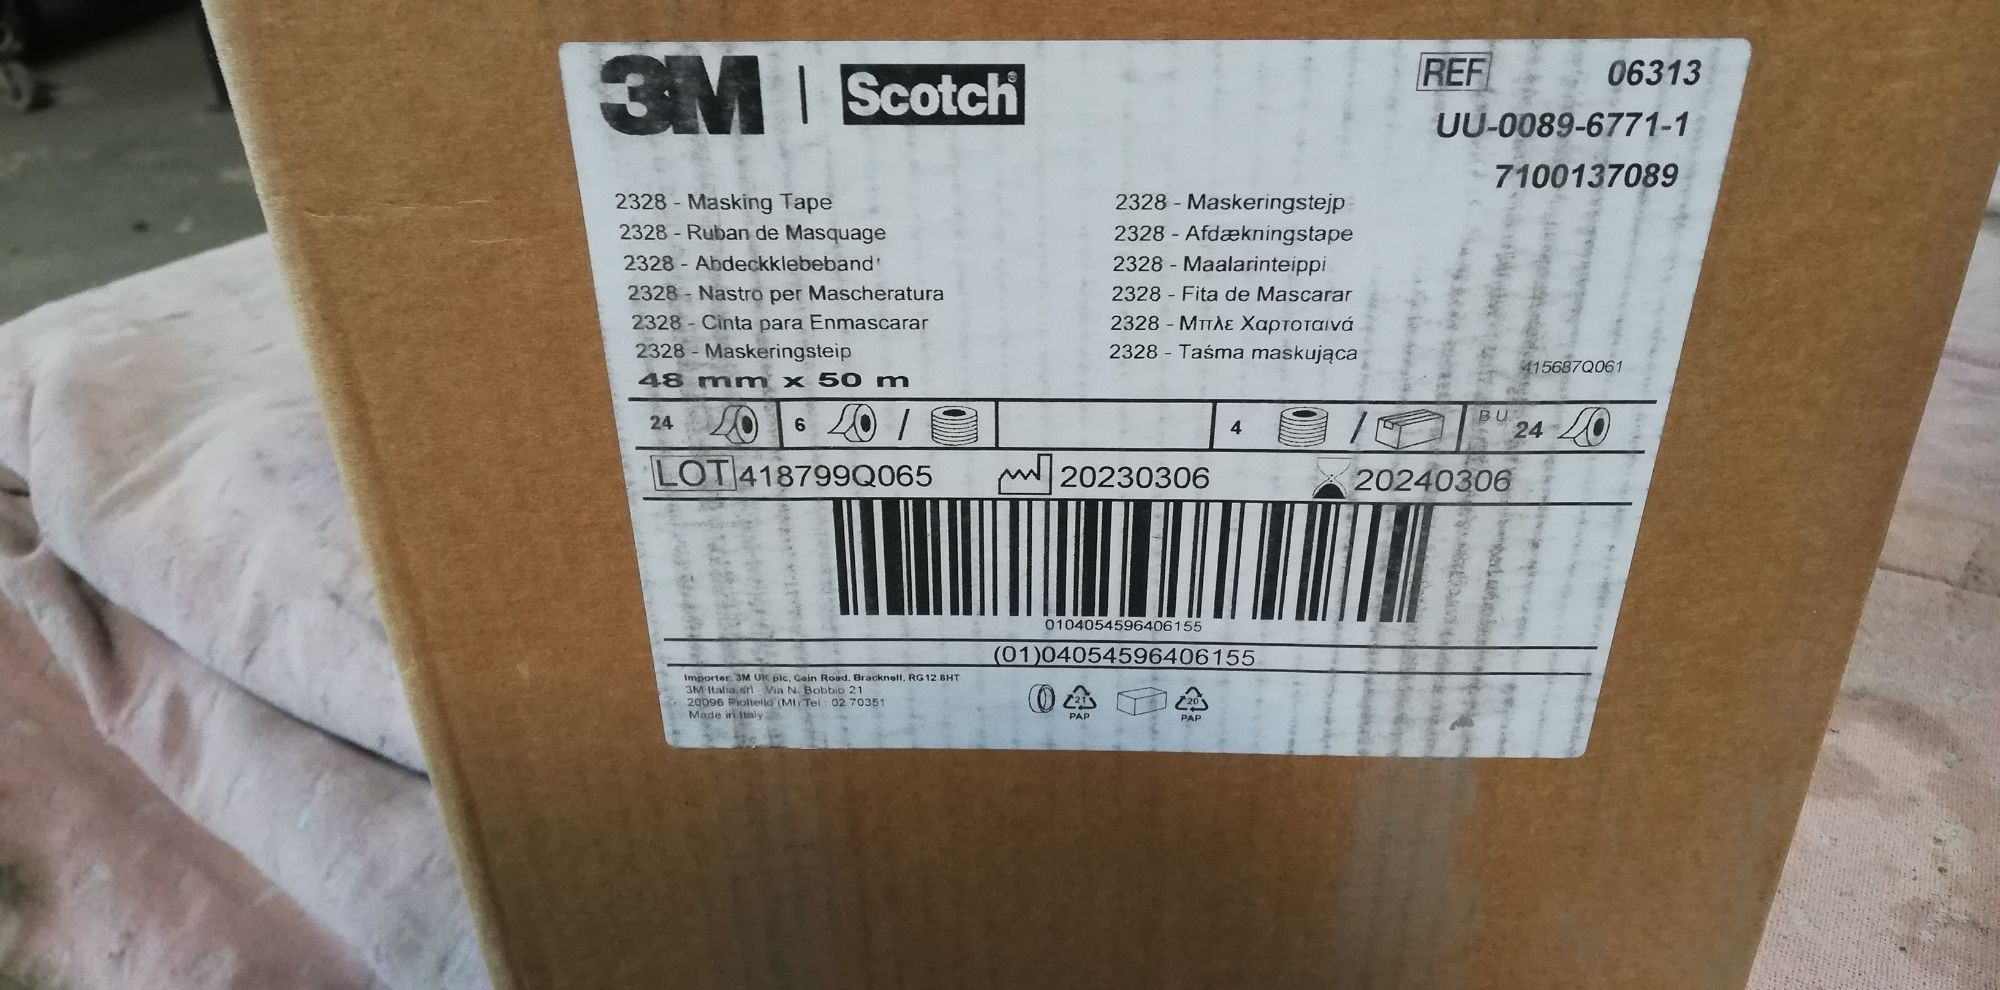 3M | Scotch®
REF 06313
UU-0089-6771-1
7100137089
2328 - Masking Tape
2328 - Ruban de Masquage
2328 - Abdeckklebeband
2328 - Nastro per Mascheratura
2328 - Cinta para Enmascarar
2328 - Maskeringsteip
2328 - Maskeringstejp
2328 - Afdækningstape
2328 - Maalarinteippi
2328 - Fita de Mascarar
2328 - Μπλε Χαρτοταινά
2328 - Taśma maskująca
48 mm x 50 m
415687Q061
24 6 / 4 / BU 24
LOT 418799Q065 20230306 20240306
0104054596406155
(01)04054596406155
Importer: 3M UK plc, Cain Road, Bracknell, RG12 8HT
3M Italia srl - Via N. Bobbio 21
20096 Pioltello (MI) Tel : 02 70351
Made in Italy
21 PAP 20 PAP